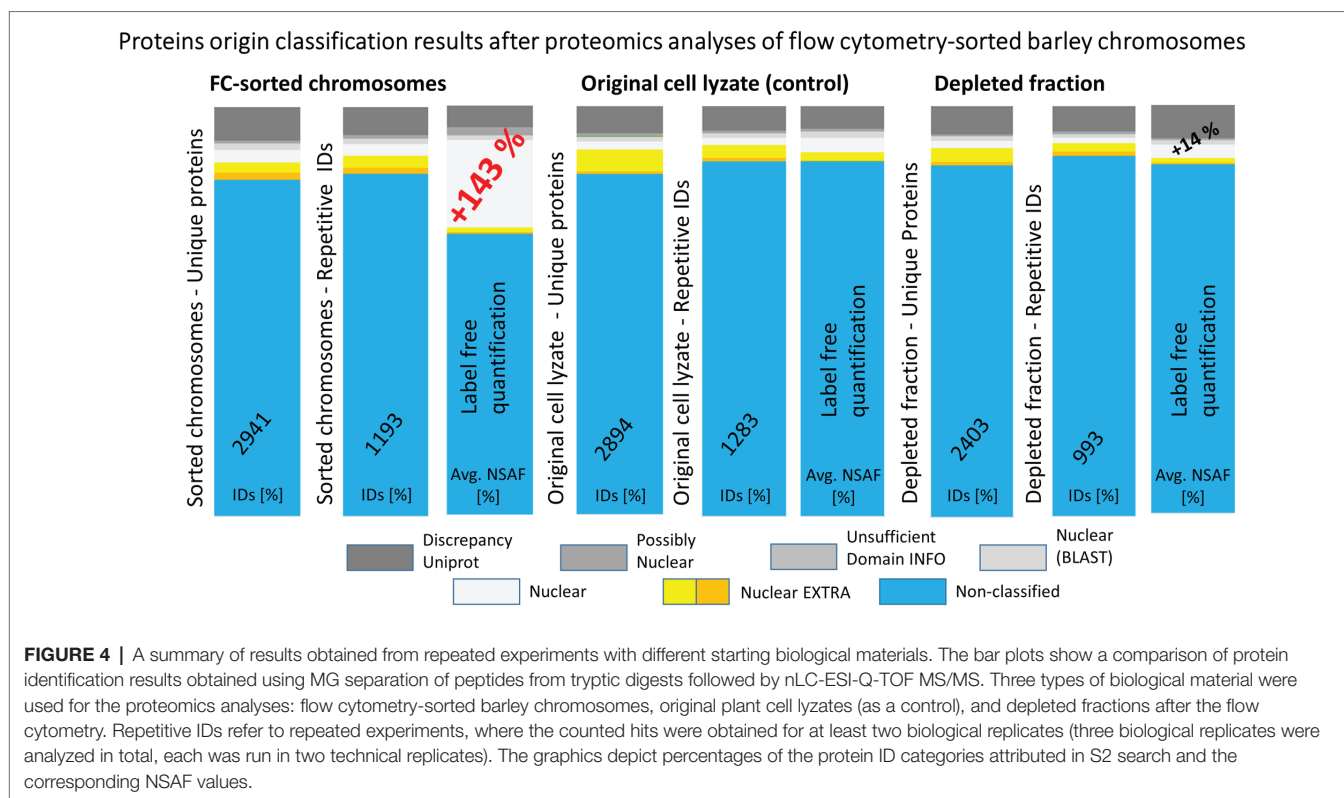 Proteins origin classification results after proteomics analyses of flow cytometry-sorted barley chromosomes
FC-sorted chromosomes
Original cell lyzate (control)
Depleted fraction
Sorted chromosomes - Unique proteins
2941
IDs [%]
Sorted chromosomes - Repetitive IDs
1193
IDs [%]
+143 %
Label free
quantification
Avg. NSAF
[%]
Original cell lyzate - Unique proteins
2894
IDs [%]
Original cell lyzate - Repetitive IDs
1283
IDs [%]
Label free
quantification
Avg. NSAF
[%]
Depleted fraction - Unique Proteins
2403
IDs [%]
Depleted fraction - Repetitive IDs
993
IDs [%]
+14 %
Label free
quantification
Avg. NSAF
[%]
Discrepancy
Uniprot
Possibly
Nuclear
Unsufficient
Domain INFO
Nuclear
(BLAST)
Nuclear
Nuclear EXTRA
Non-classified
FIGURE 4 | A summary of results obtained from repeated experiments with different starting biological materials. The bar plots show a comparison of protein
identification results obtained using MG separation of peptides from tryptic digests followed by nLC-ESI-Q-TOF MS/MS. Three types of biological material were
used for the proteomics analyses: flow cytometry-sorted barley chromosomes, original plant cell lyzates (as a control), and depleted fractions after the flow
cytometry. Repetitive IDs refer to repeated experiments, where the counted hits were obtained for at least two biological replicates (three biological replicates were
analyzed in total, each was run in two technical replicates). The graphics depict percentages of the protein ID categories attributed in S2 search and the
corresponding NSAF values.